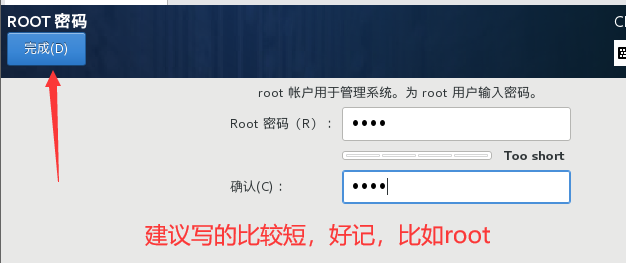 ROOT 密码
完成(D)
root 帐户用于管理系统。为 root 用户输入密码。
Root 密码（R）：
••••
Too short
确认(C)：
••••
建议写的比较短，好记，比如root